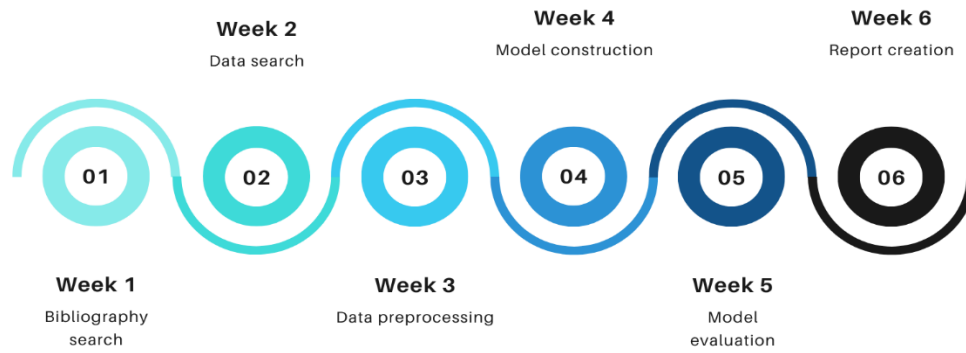 Week 2
Data search
Week 4
Model construction
Week 6
Report creation
01
02
03
04
05
06
Week 1
Bibliography
search
Week 3
Data preprocessing
Week 5
Model
evaluation